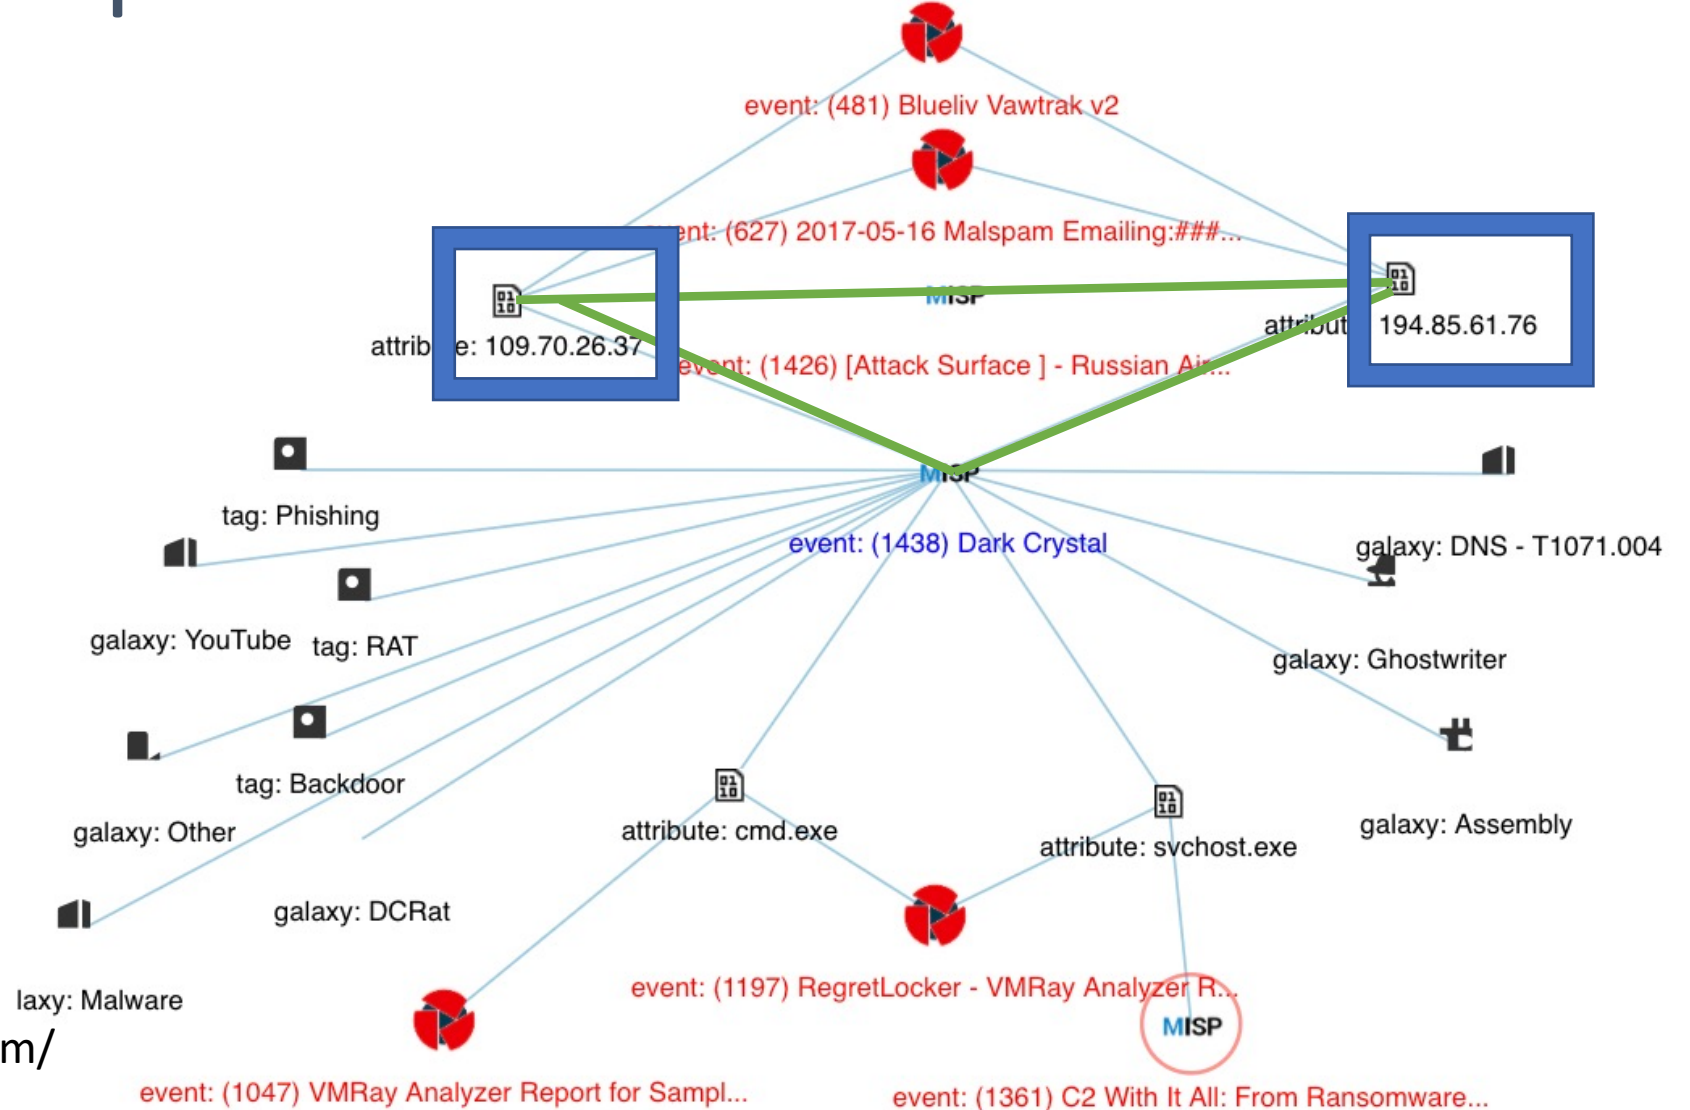 event: (481) Blueliv Vawtrak v2
event: (627) 2017-05-16 Malspam Emailing:###...
MISP
attribute: 109.70.26.37
attribut 194.85.61.76
event: (1426) [Attack Surface ] - Russian Air...
MISP
tag: Phishing
event: (1438) Dark Crystal
galaxy: DNS - T1071.004
galaxy: YouTube
tag: RAT
galaxy: Ghostwriter
tag: Backdoor
galaxy: Other
attribute: cmd.exe
attribute: svchost.exe
galaxy: Assembly
galaxy: DCRat
laxy: Malware
event: (1197) RegretLocker - VMRay Analyzer R...
MISP
m/
event: (1047) VMRay Analyzer Report for Sampl...
event: (1361) C2 With It All: From Ransomware...